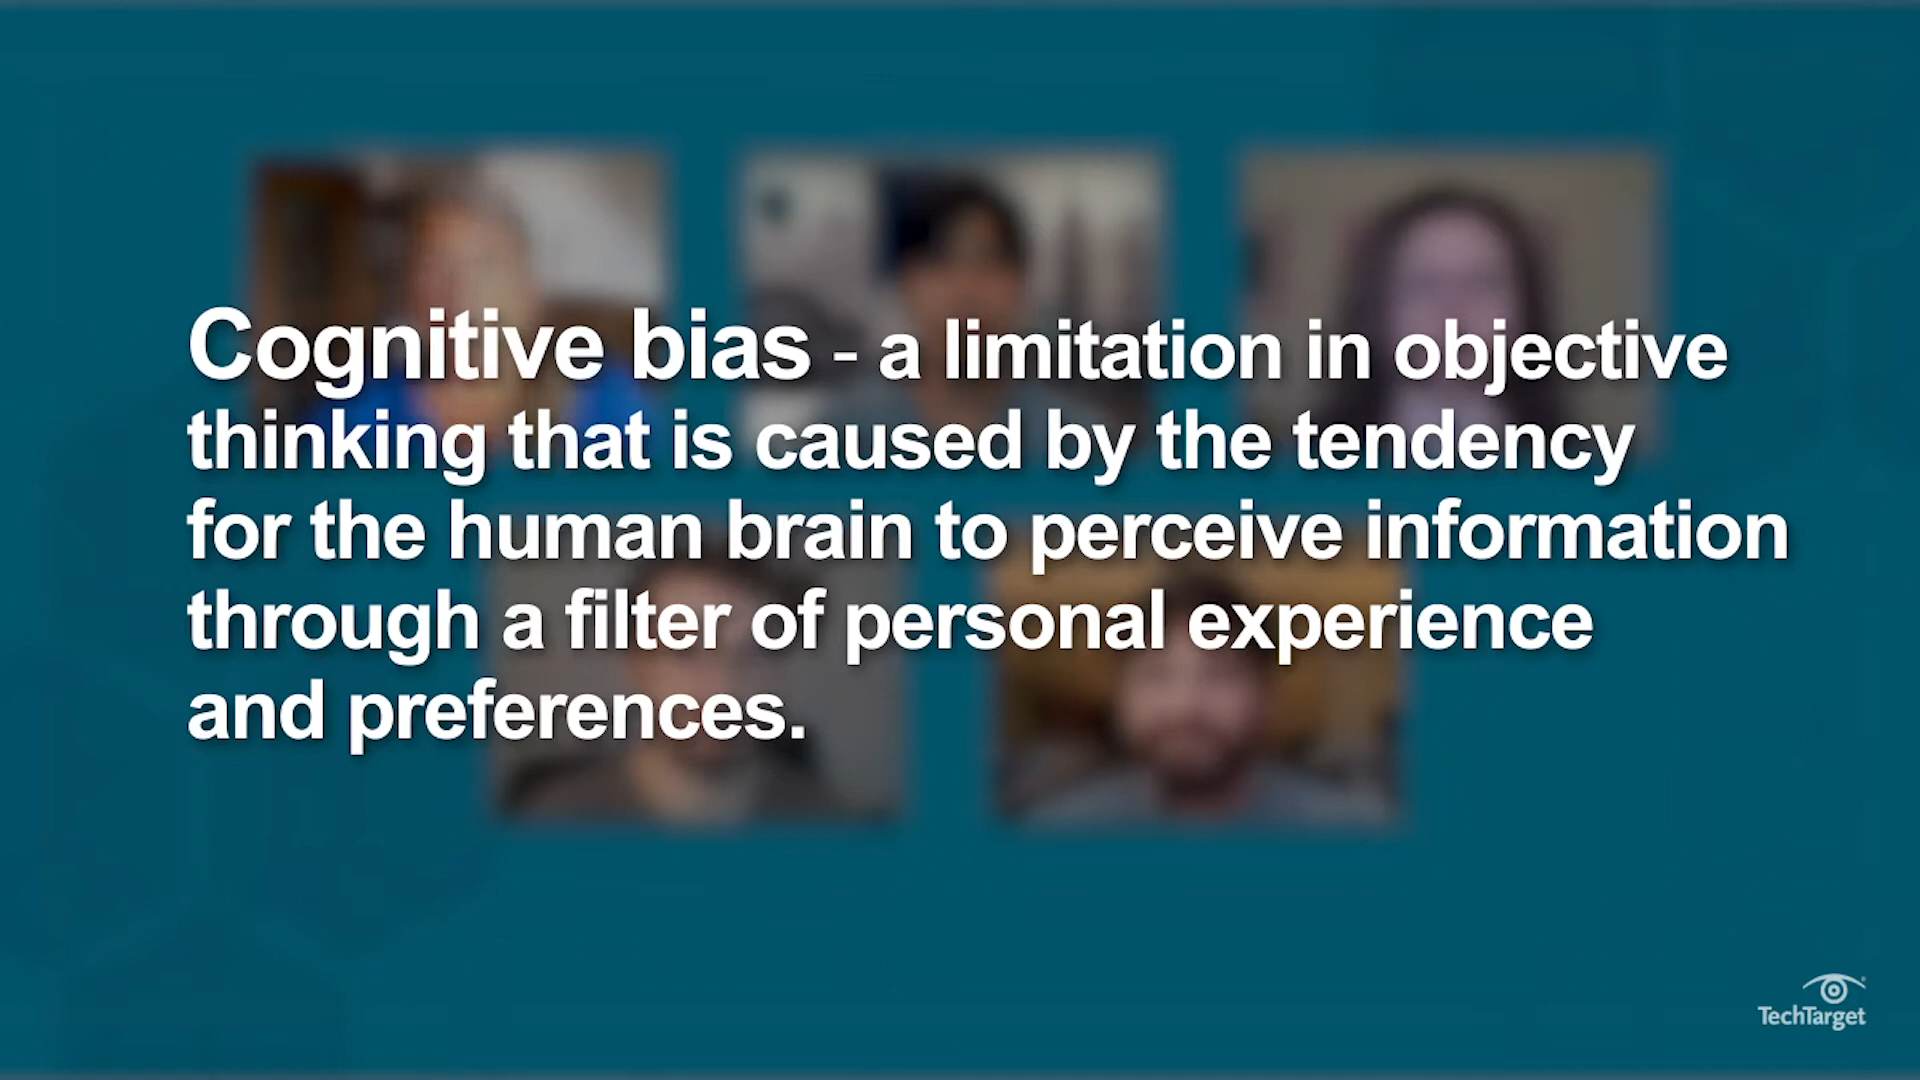 Cognitive bias - a limitation in objective
thinking that is caused by the tendency
for the human brain to perceive information
through a filter of personal experience
and preferences.
TechTarget